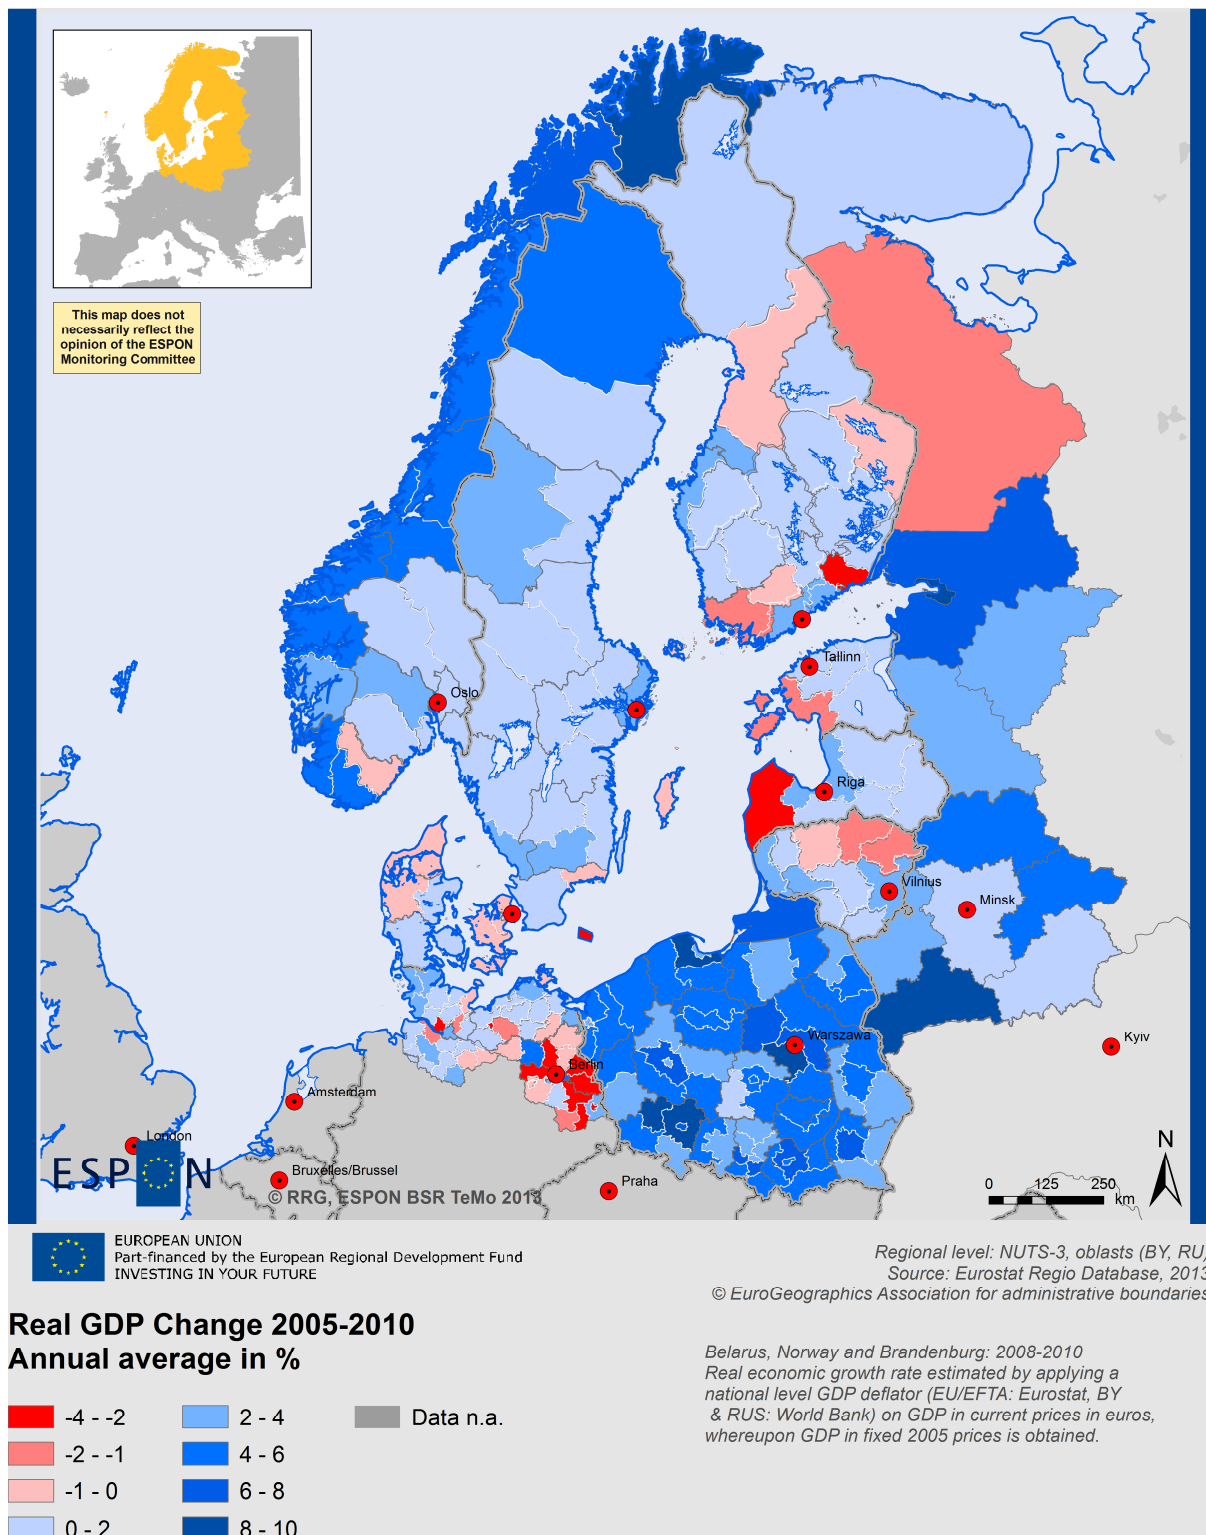 This map does not
necessarily reflect the
opinion of the ESPON
Monitoring Committee
Oslo
Tallinn
Riga
Vilnius
Minsk
Warszawa
Kyiv
Berlin
Amsterdam
London
ESPON
Bruxelles/Brussel
Praha
© RRG, ESPON BSR TeMo 2013
N
0 125 250
km
EUROPEAN UNION
Part-financed by the European Regional Development Fund
INVESTING IN YOUR FUTURE
Regional level: NUTS-3, oblasts (BY, RU)
Source: Eurostat Regio Database, 2013
© EuroGeographics Association for administrative boundaries
Real GDP Change 2005-2010
Annual average in %
Belarus, Norway and Brandenburg: 2008-2010
Real economic growth rate estimated by applying a
national level GDP deflator (EU/EFTA: Eurostat, BY
& RUS: World Bank) on GDP in current prices in euros,
whereupon GDP in fixed 2005 prices is obtained.
-4 - -2
-2 - -1
-1 - 0
0 - 2
2 - 4
4 - 6
6 - 8
8 - 10
Data n.a.